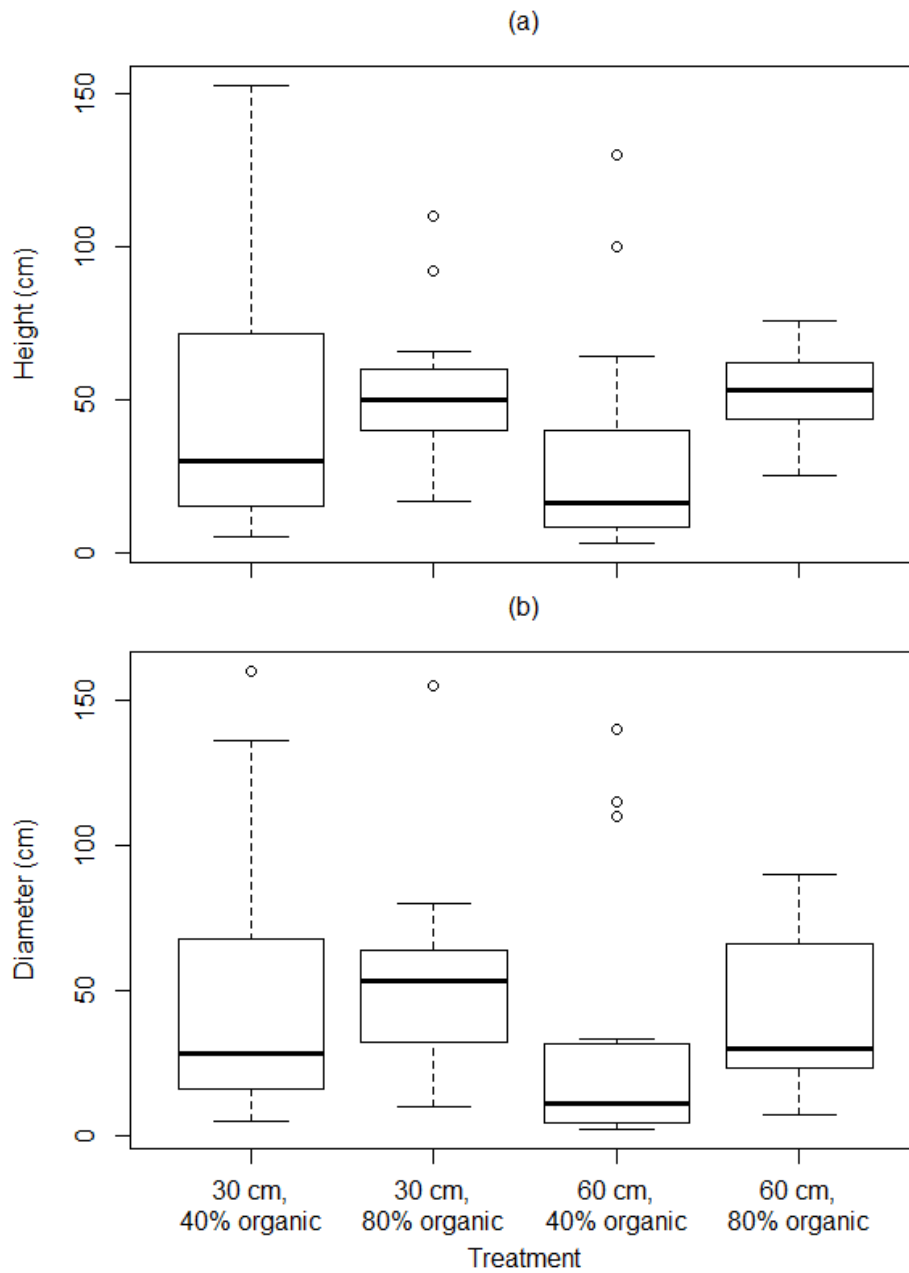 (a)
Height (cm)
150
100
50
0
(b)
Diameter (cm)
150
100
50
0
30 cm,
40% organic
30 cm,
80% organic
60 cm,
40% organic
60 cm,
80% organic
Treatment